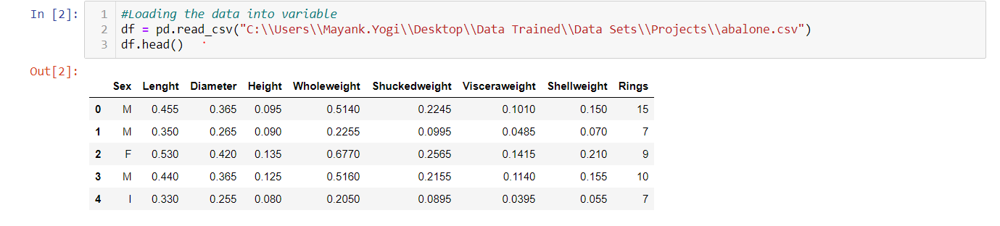 In [2]:
1 #Loading the data into variable
2 df = pd.read_csv("C:\\Users\\Mayank.Yogi\\Desktop\\Data Trained\\Data Sets\\Projects\\abalone.csv")
3 df.head()
Out[2]:
Sex Lenght Diameter Height Wholeweight Shuckedweight Visceraweight Shellweight Rings
0 M 0.455 0.365 0.095 0.5140 0.2245 0.1010 0.150 15
1 M 0.350 0.265 0.090 0.2255 0.0995 0.0485 0.070 7
2 F 0.530 0.420 0.135 0.6770 0.2565 0.1415 0.210 9
3 M 0.440 0.365 0.125 0.5160 0.2155 0.1140 0.155 10
4 I 0.330 0.255 0.080 0.2050 0.0895 0.0395 0.055 7